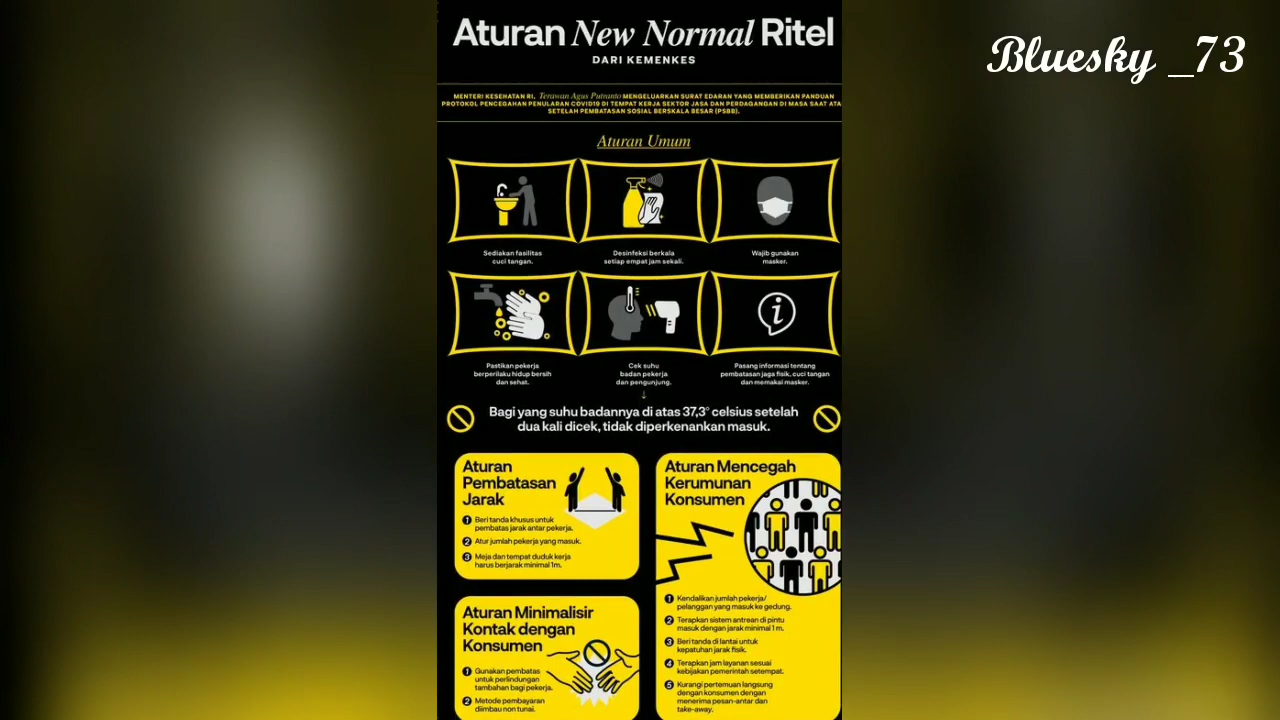 Aturan New Normal Ritel
DARI KEMENKES
Bluesky _73
MENTERI KESEHATAN RI, Terawan Agus Putranto MENGELUARKAN SURAT EDARAN YANG MEMBERIKAN PANDUAN
PROTOKOL PENCEGAHAN PENULARAN COVID19 DI TEMPAT KERJA SEKTOR JASA DAN PERDAGANGAN DI MASA SAAT ATA
SETELAH PEMBATASAN SOSIAL BERSKALA BESAR (PSBB).
Aturan Umum
Sediakan fasilitas
cuci tangan.
Desinfeksi berkala
setiap empat jam sekali.
Wajib gunakan
masker.
Pastikan pekerja
berperilaku hidup bersih
dan sehat.
Cek suhu
badan pekerja
dan pengunjung.
Pasang informasi tentang
pembatasan jaga fisik, cuci tangan
dan memakai masker.
Bagi yang suhu badannya di atas 37,3° celsius setelah
dua kali dicek, tidak diperkenankan masuk.
Aturan
Pembatasan
Jarak
1 Beri tanda khusus untuk
pembatas jarak antar pekerja.
2 Atur jumlah pekerja yang masuk.
3 Meja dan tempat duduk kerja
harus berjarak minimal 1m.
Aturan Minimalisir
Kontak dengan
Konsumen
1 Gunakan pembatas
untuk perlindungan
tambahan bagi pekerja.
2 Metode pembayaran
diimbau non tunai.
Aturan Mencegah
Kerumunan
Konsumen
1 Kendalikan jumlah pekerja/
pelanggan yang masuk ke gedung.
2 Terapkan sistem antrean di pintu
masuk dengan jarak minimal 1 m.
3 Beri tanda di lantai untuk
kepatuhan jarak fisik.
4 Terapkan jam layanan sesuai
kebijakan pemerintah setempat.
5 Kurangi pertemuan langsung
dengan konsumen dengan
menerima pesan-antar dan
take-away.